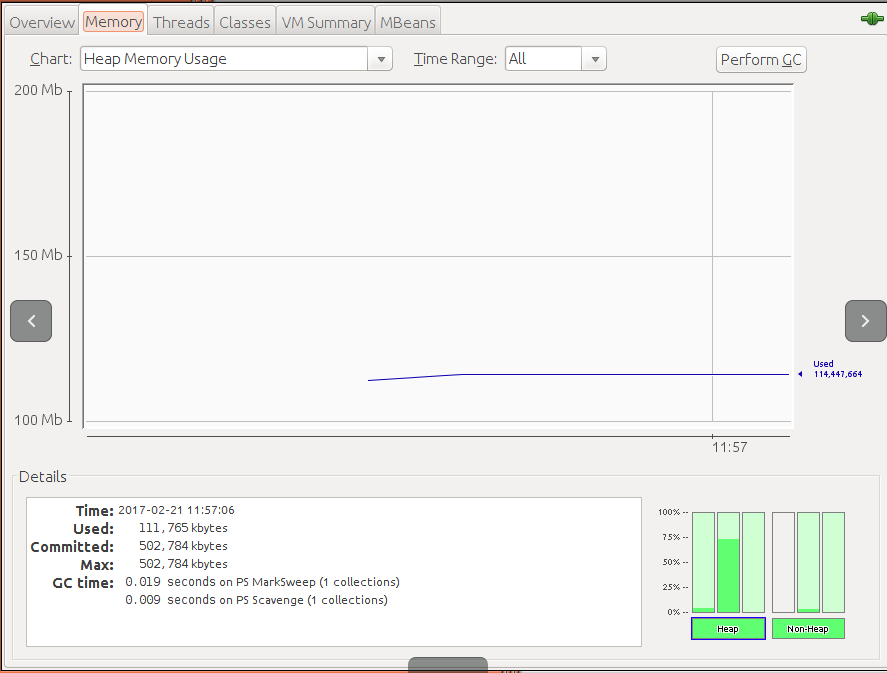 Overview Memory Threads Classes VM Summary MBeans
Chart: Heap Memory Usage Time Range: All Perform GC
200 Mb
150 Mb
Used
114,447,664
100 Mb
11:57
Details
Time: 2017-02-21 11:57:06
Used: 111,765 kbytes
Committed: 502,784 kbytes
Max: 502,784 kbytes
GC time: 0.019 seconds on PS MarkSweep (1 collections)
0.009 seconds on PS Scavenge (1 collections)
100% --
75% --
50% --
25% --
0% --
Heap Non-Heap